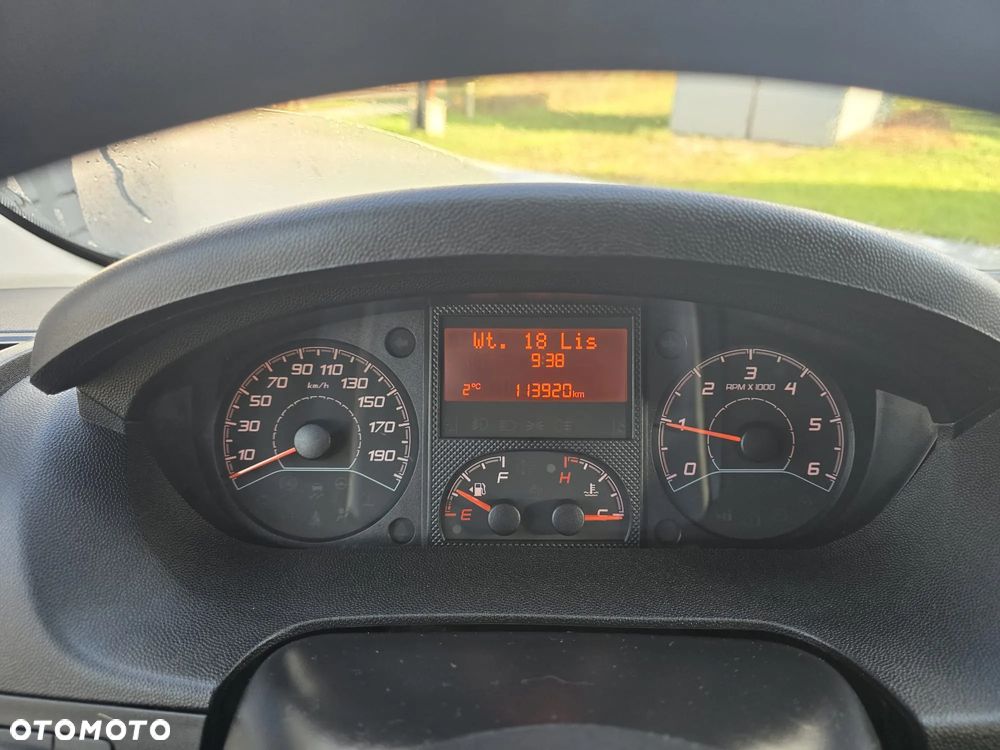 Wt. 18 Lis
9:38
2°C 113920km
10 30 50 70 90 110 130 150 170 190
km/h
0 1 2 3 4 5 6
RPM X 1000
E F
H C
OTOMOTO